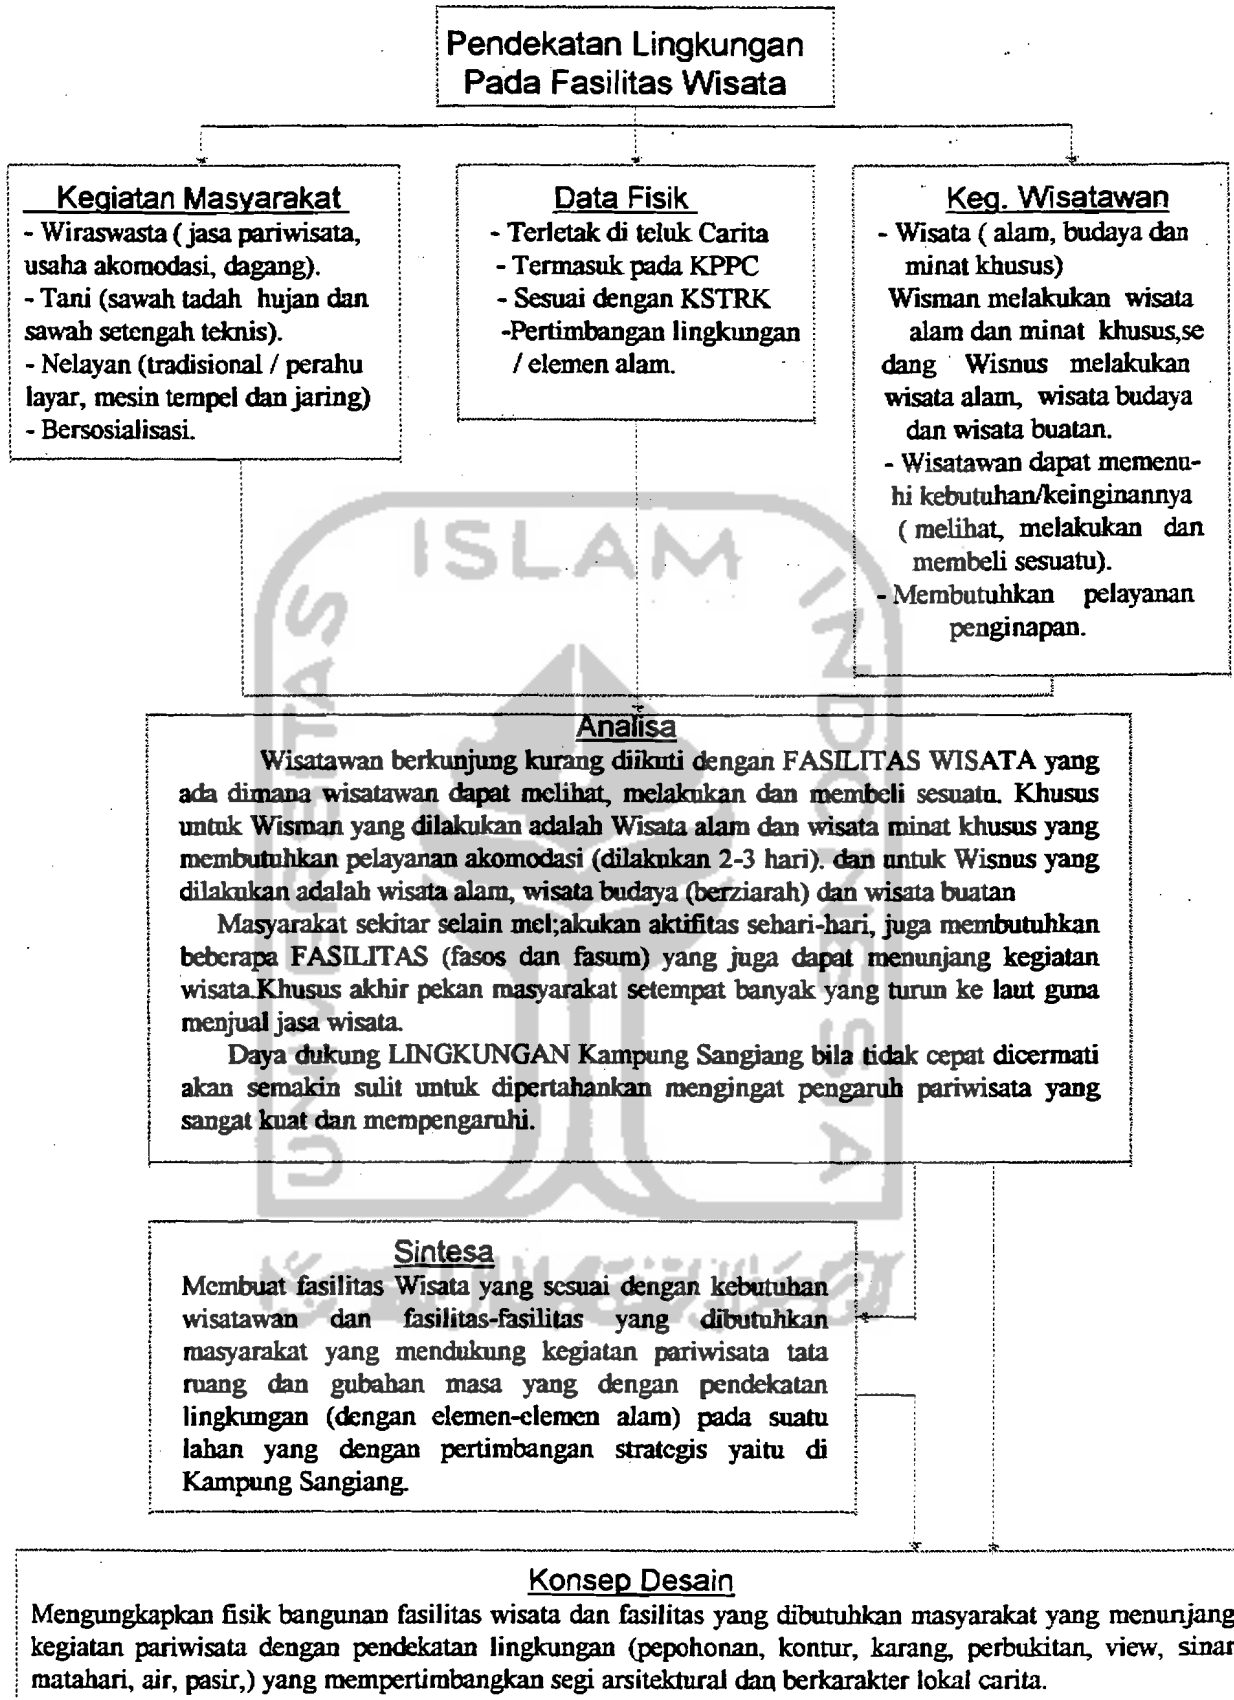 Pendekatan Lingkungan
Pada Fasilitas Wisata
Kegiatan Masyarakat
- Wiraswasta ( jasa pariwisata,
usaha akomodasi, dagang).
- Tani (sawah tadah hujan dan
sawah setengah teknis).
- Nelayan (tradisional / perahu
layar, mesin tempel dan jaring)
- Bersosialisasi.
Data Fisik
- Terletak di teluk Carita
- Termasuk pada KPPC
- Sesuai dengan KSTRK
-Pertimbangan lingkungan
/ elemen alam.
Keg. Wisatawan
- Wisata ( alam, budaya dan
minat khusus)
Wisman melakukan wisata
alam dan minat khusus,se
dang Wisnus melakukan
wisata alam, wisata budaya
dan wisata buatan.
- Wisatawan dapat memenu-
hi kebutuhan/keinginannya
( melihat, melakukan dan
membeli sesuatu).
- Membutuhkan pelayanan
penginapan.
Analisa
Wisatawan berkunjung kurang diikuti dengan FASILITAS WISATA yang
ada dimana wisatawan dapat melihat, melakukan dan membeli sesuatu. Khusus
untuk Wisman yang dilakukan adalah Wisata alam dan wisata minat khusus yang
membutuhkan pelayanan akomodasi (dilakukan 2-3 hari). dan untuk Wisnus yang
dilakukan adalah wisata alam, wisata budaya (berziarah) dan wisata buatan
Masyarakat sekitar selain mel;akukan aktifitas sehari-hari, juga membutuhkan
beberapa FASILITAS (fasos dan fasum) yang juga dapat menunjang kegiatan
wisata.Khusus akhir pekan masyarakat setempat banyak yang turun ke laut guna
menjual jasa wisata.
Daya dukung LINGKUNGAN Kampung Sangiang bila tidak cepat dicermati
akan semakin sulit untuk dipertahankan mengingat pengaruh pariwisata yang
sangat kuat dan mempengaruhi.
Sintesa
Membuat fasilitas Wisata yang sesuai dengan kebutuhan
wisatawan dan fasilitas-fasilitas yang dibutuhkan
masyarakat yang mendukung kegiatan pariwisata tata
ruang dan gubahan masa yang dengan pendekatan
lingkungan (dengan elemen-elemen alam) pada suatu
lahan yang dengan pertimbangan strategis yaitu di
Kampung Sangiang.
Konsep Desain
Mengungkapkan fisik bangunan fasilitas wisata dan fasilitas yang dibutuhkan masyarakat yang menunjang
kegiatan pariwisata dengan pendekatan lingkungan (pepohonan, kontur, karang, perbukitan, view, sinar
matahari, air, pasir,) yang mempertimbangkan segi arsitektural dan berkarakter lokal carita.
UNIVERSITAS
ISLAM
INDONESIA